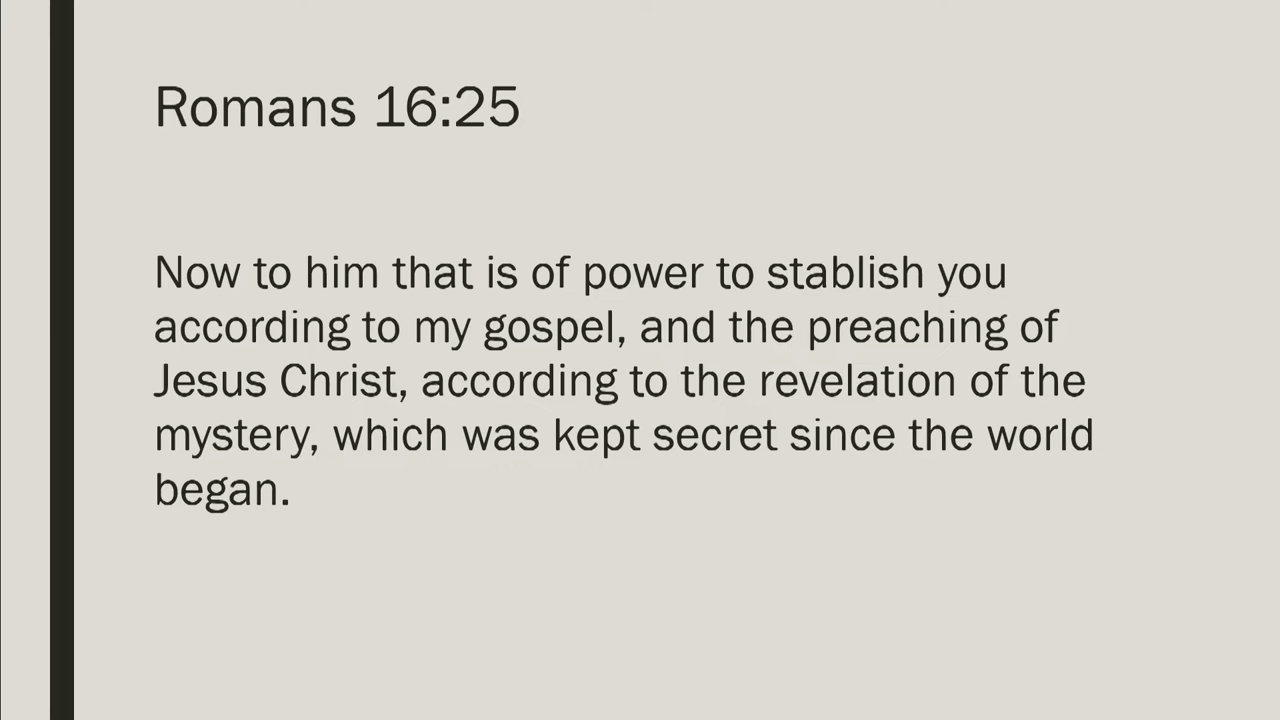 Romans 16:25
Now to him that is of power to stablish you
according to my gospel, and the preaching of
Jesus Christ, according to the revelation of the
mystery, which was kept secret since the world
began.